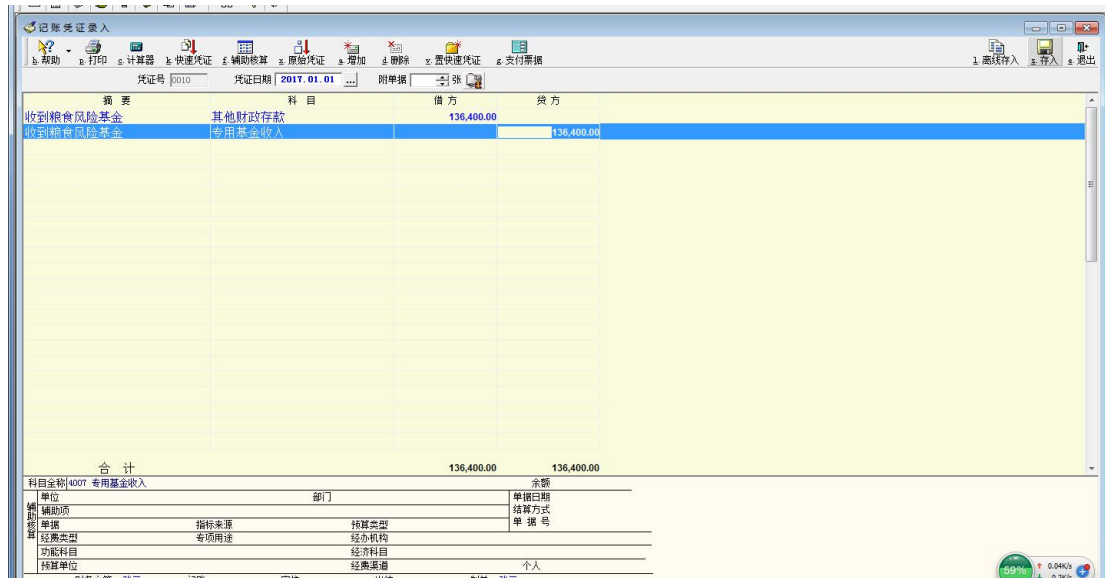 记账凭证录入
h.帮助 p.打印 c.计算器 k.快速凭证 f.辅助核算 z.原始凭证 a.增加 d.删除 x.置快速凭证 g.支付票据 l.离线存入 s.存入 e.退出
凭证号 0010 凭证日期 2017.01.01 ... 附单据 张
摘 要 科 目 借 方 贷 方
收到粮食风险基金 其他财政存款 136,400.00
收到粮食风险基金 专用基金收入 136,400.00
合 计 136,400.00 136,400.00
科目全称 4007 专用基金收入 余额
辅助核算
单位 部门 单据日期
辅助项 结算方式
单据 指标来源 预算类型 单 据 号
经费类型 专项用途 经办机构
功能科目 经济科目
预算单位 经费渠道 个人
59% 0.04K/s